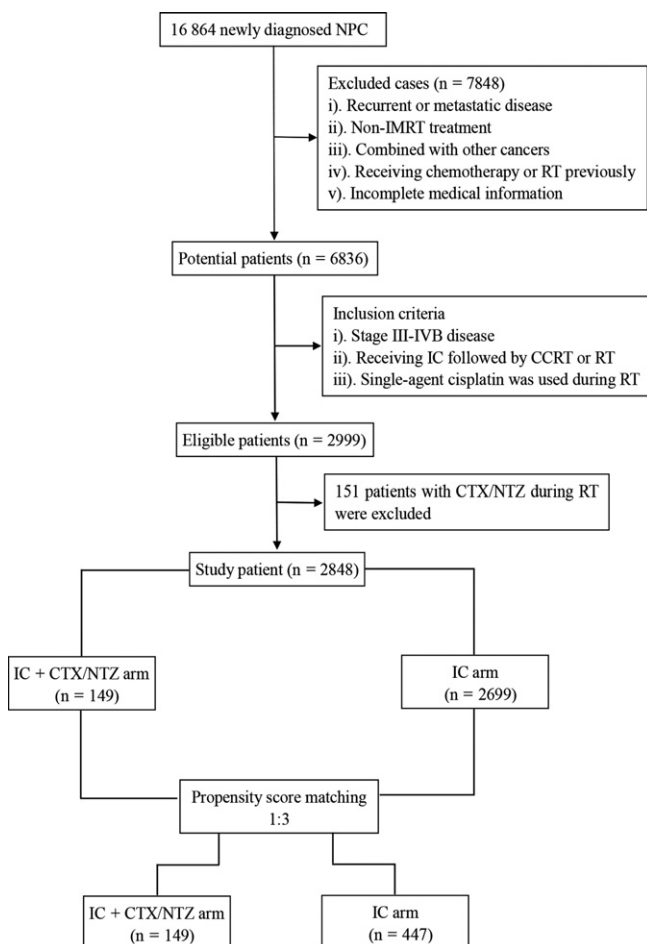 16 864 newly diagnosed NPC
Excluded cases (n = 7848)
i). Recurrent or metastatic disease
ii). Non-IMRT treatment
iii). Combined with other cancers
iv). Receiving chemotherapy or RT previously
v). Incomplete medical information
Potential patients (n = 6836)
Inclusion criteria
i). Stage III-IVB disease
ii). Receiving IC followed by CCRT or RT
iii). Single-agent cisplatin was used during RT
Eligible patients (n = 2999)
151 patients with CTX/NTZ during RT
were excluded
Study patient (n = 2848)
IC + CTX/NTZ arm
(n = 149)
IC arm
(n = 2699)
Propensity score matching
1:3
IC + CTX/NTZ arm
(n = 149)
IC arm
(n = 447)